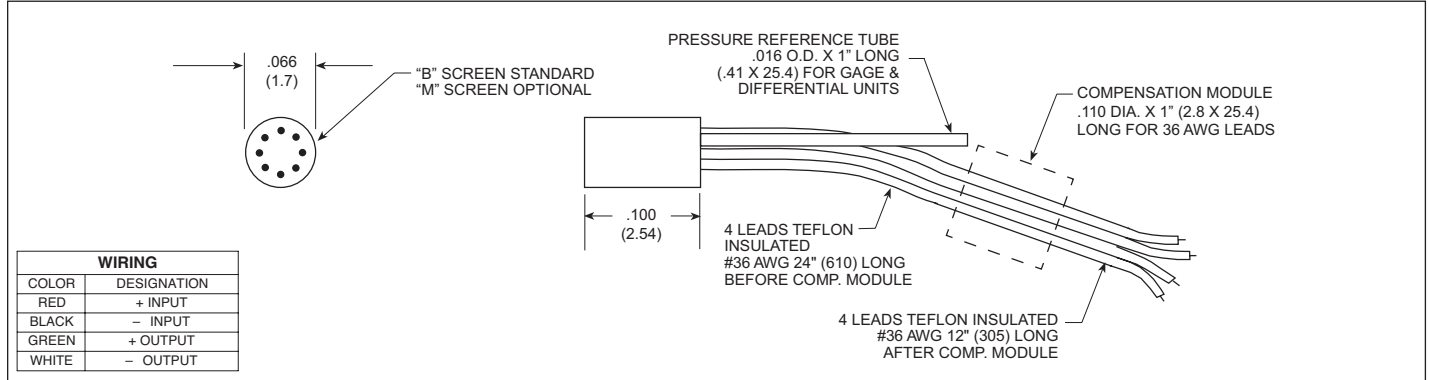 .066
(1.7)
“B” SCREEN STANDARD
“M” SCREEN OPTIONAL
PRESSURE REFERENCE TUBE
.016 O.D. X 1” LONG
(.41 X 25.4) FOR GAGE &
DIFFERENTIAL UNITS
COMPENSATION MODULE
.110 DIA. X 1” (2.8 X 25.4)
LONG FOR 36 AWG LEADS
.100
(2.54)
4 LEADS TEFLON
INSULATED
#36 AWG 24" (610) LONG
BEFORE COMP. MODULE
4 LEADS TEFLON INSULATED
#36 AWG 12" (305) LONG
AFTER COMP. MODULE
WIRING
COLOR DESIGNATION
RED + INPUT
BLACK – INPUT
GREEN + OUTPUT
WHITE – OUTPUT